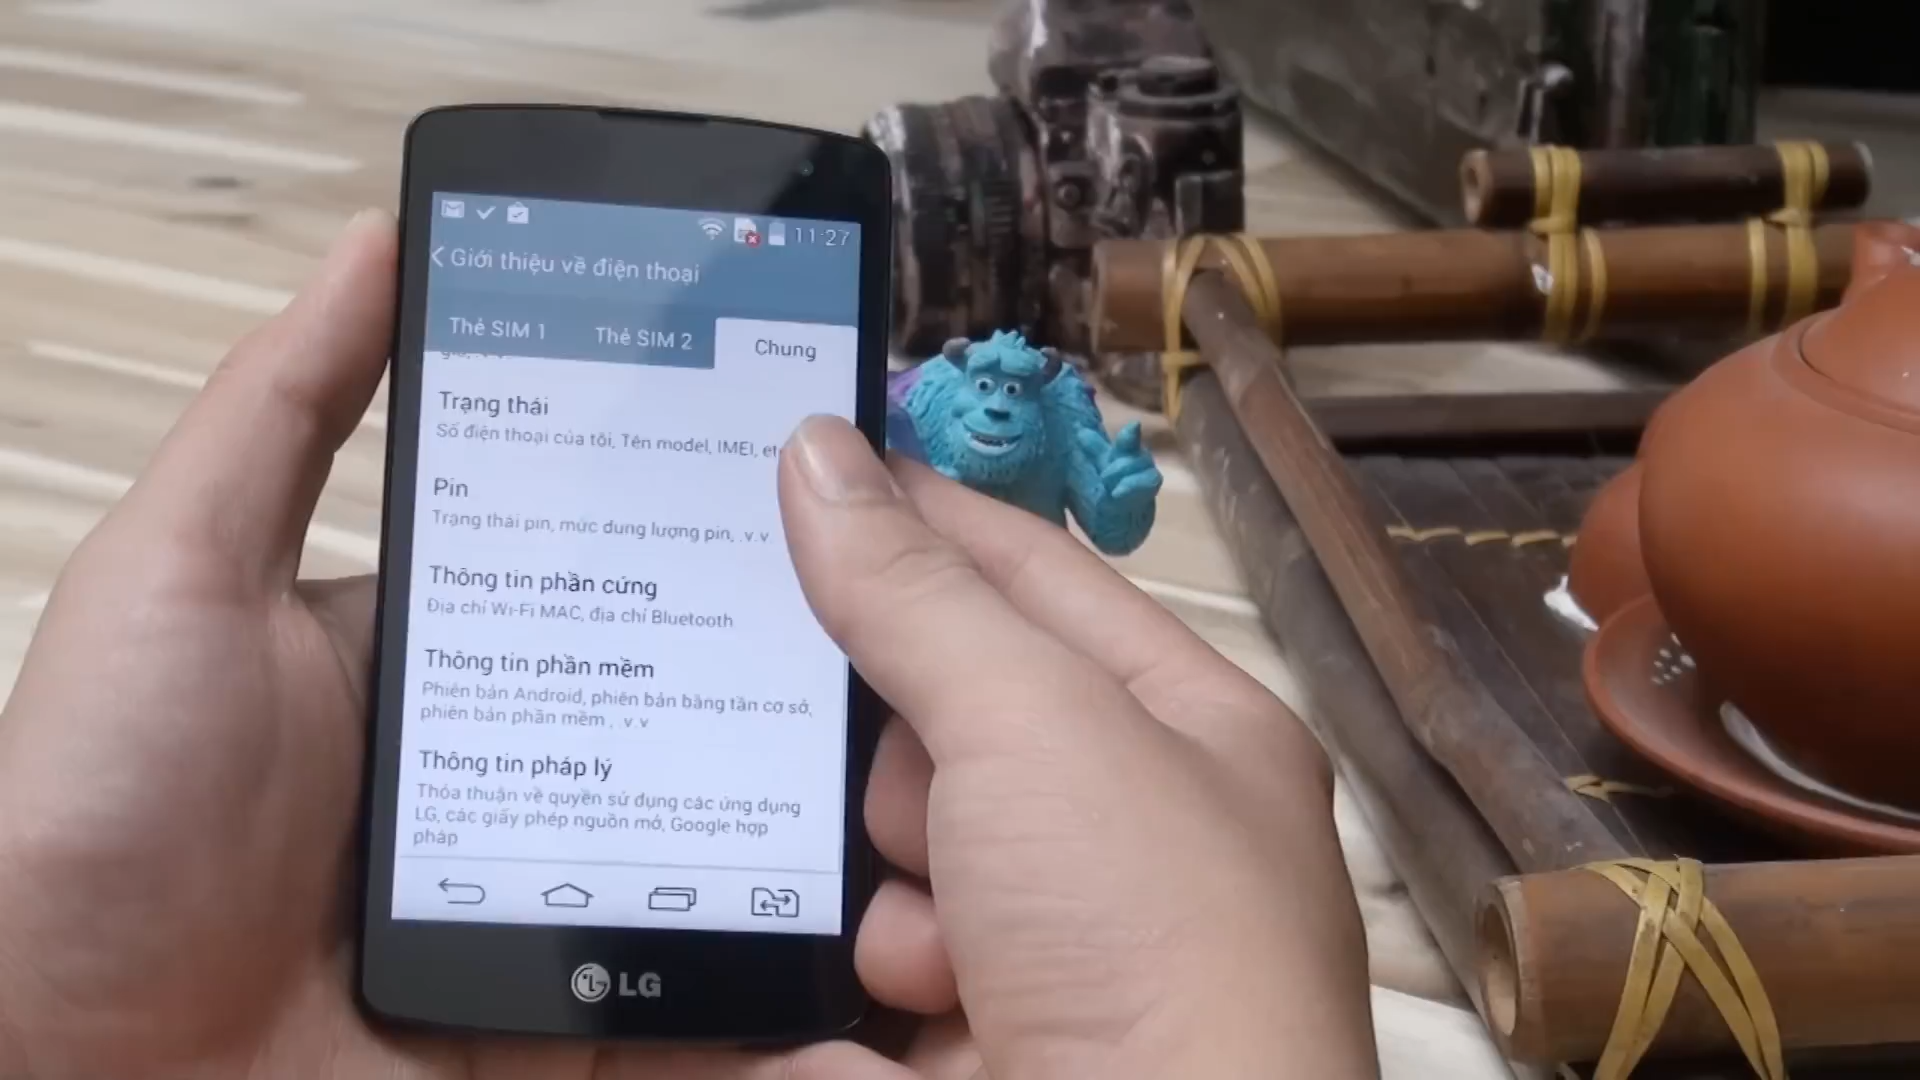 11:27
Giới thiệu về điện thoại
Thẻ SIM 1
Thẻ SIM 2
Chung
Trạng thái
Số điện thoại của tôi, Tên model, IMEI,
Pin
Trạng thái pin, mức dung lượng pin, .v.v
Thông tin phần cứng
Địa chỉ Wi-Fi MAC, địa chỉ Bluetooth
Thông tin phần mềm
Phiên bản Android, phiên bản băng tần cơ sở,
phiên bản phần mềm , .v.v
Thông tin pháp lý
Thỏa thuận về quyền sử dụng các ứng dụng
LG, các giấy phép nguồn mở, Google hợp
pháp
LG